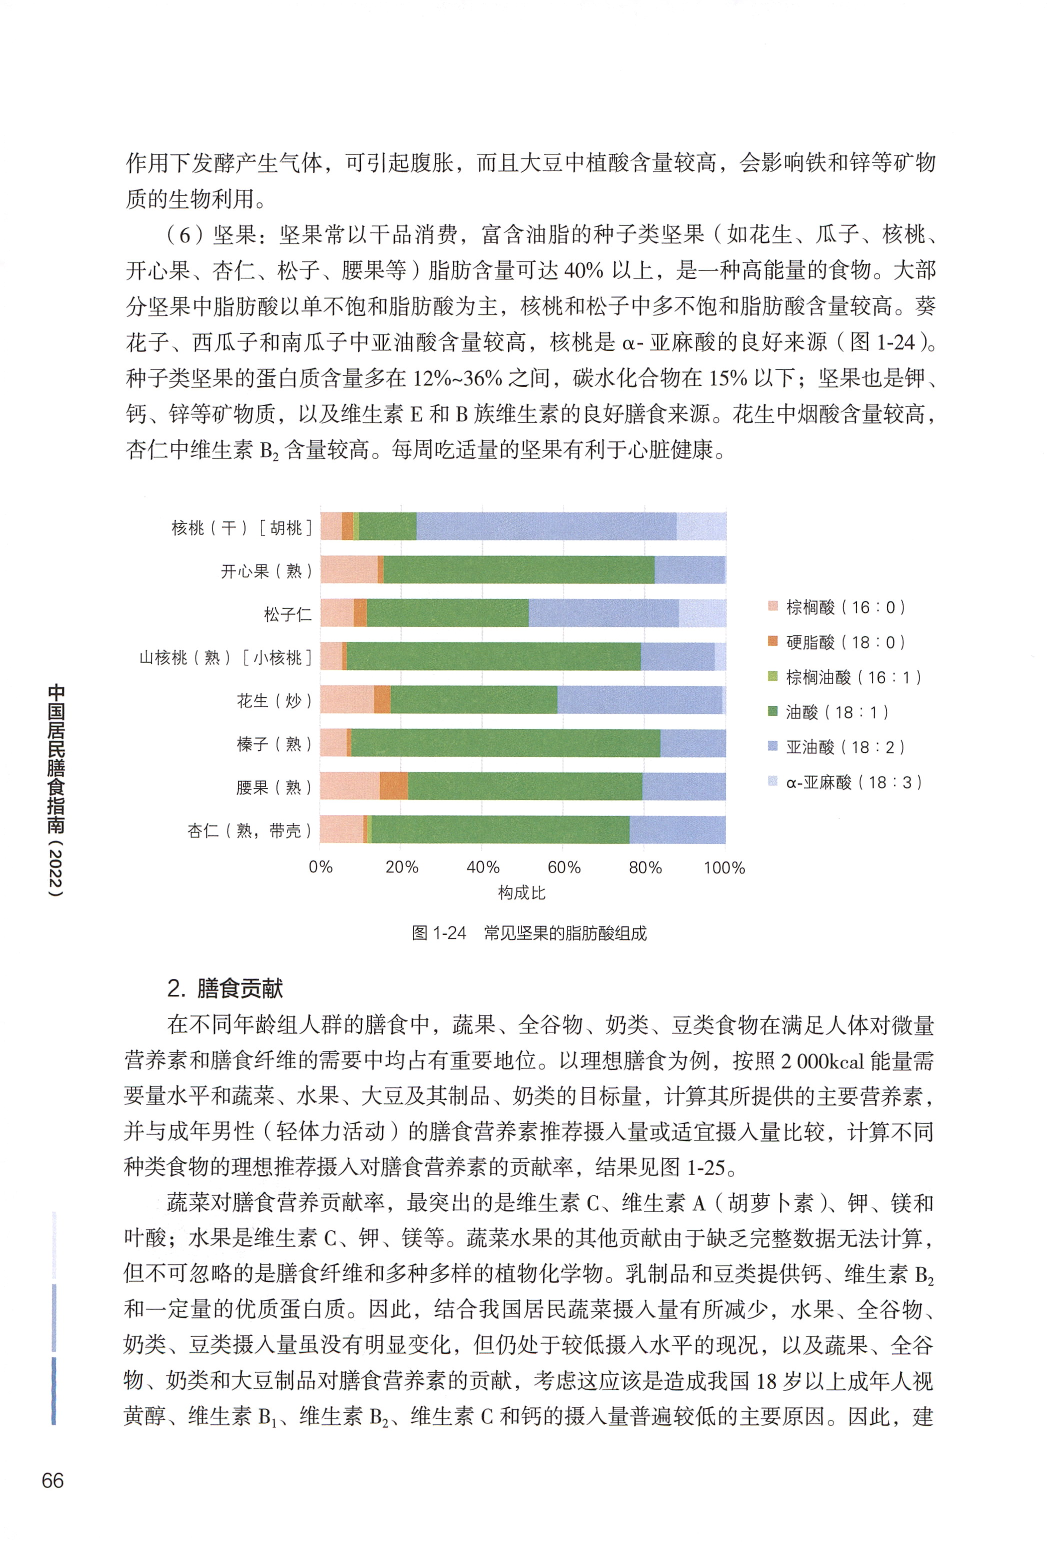 作用下发酵产生气体，可引起腹胀，而且大豆中植酸含量较高，会影响铁和锌等矿物
质的生物利用。
（6）坚果：坚果常以干品消费，富含油脂的种子类坚果（如花生、瓜子、核桃、
开心果、杏仁、松子、腰果等）脂肪含量可达 40% 以上，是一种高能量的食物。大部
分坚果中脂肪酸以单不饱和脂肪酸为主，核桃和松子中多不饱和脂肪酸含量较高。葵
花子、西瓜子和南瓜子中亚油酸含量较高，核桃是 α- 亚麻酸的良好来源（图 1-24）。
种子类坚果的蛋白质含量多在 12%~36% 之间，碳水化合物在 15% 以下；坚果也是钾、
钙、锌等矿物质，以及维生素 E 和 B 族维生素的良好膳食来源。花生中烟酸含量较高，
杏仁中维生素 B₂ 含量较高。每周吃适量的坚果有利于心脏健康。
核桃（干）［胡桃］
开心果（熟）
松子仁
山核桃（熟）［小核桃］
花生（炒）
榛子（熟）
腰果（熟）
杏仁（熟，带壳）
0% 20% 40% 60% 80% 100%
构成比
棕榈酸（16：0）
硬脂酸（18：0）
棕榈油酸（16：1）
油酸（18：1）
亚油酸（18：2）
α-亚麻酸（18：3）
图 1-24 常见坚果的脂肪酸组成
2. 膳食贡献
在不同年龄组人群的膳食中，蔬果、全谷物、奶类、豆类食物在满足人体对微量
营养素和膳食纤维的需要中均占有重要地位。以理想膳食为例，按照 2 000kcal 能量需
要量水平和蔬菜、水果、大豆及其制品、奶类的目标量，计算其所提供的主要营养素，
并与成年男性（轻体力活动）的膳食营养素推荐摄入量或适宜摄入量比较，计算不同
种类食物的理想推荐摄入对膳食营养素的贡献率，结果见图 1-25。
蔬菜对膳食营养贡献率，最突出的是维生素 C、维生素 A（胡萝卜素）、钾、镁和
叶酸；水果是维生素 C、钾、镁等。蔬菜水果的其他贡献由于缺乏完整数据无法计算，
但不可忽略的是膳食纤维和多种多样的植物化学物。乳制品和豆类提供钙、维生素 B₂
和一定量的优质蛋白质。因此，结合我国居民蔬菜摄入量有所减少，水果、全谷物、
奶类、豆类摄入量虽没有明显变化，但仍处于较低摄入水平的现况，以及蔬果、全谷
物、奶类和大豆制品对膳食营养素的贡献，考虑这应该是造成我国 18 岁以上成年人视
黄醇、维生素 B₁、维生素 B₂、维生素 C 和钙的摄入量普遍较低的主要原因。因此，建
中国居民膳食指南（2022）
66